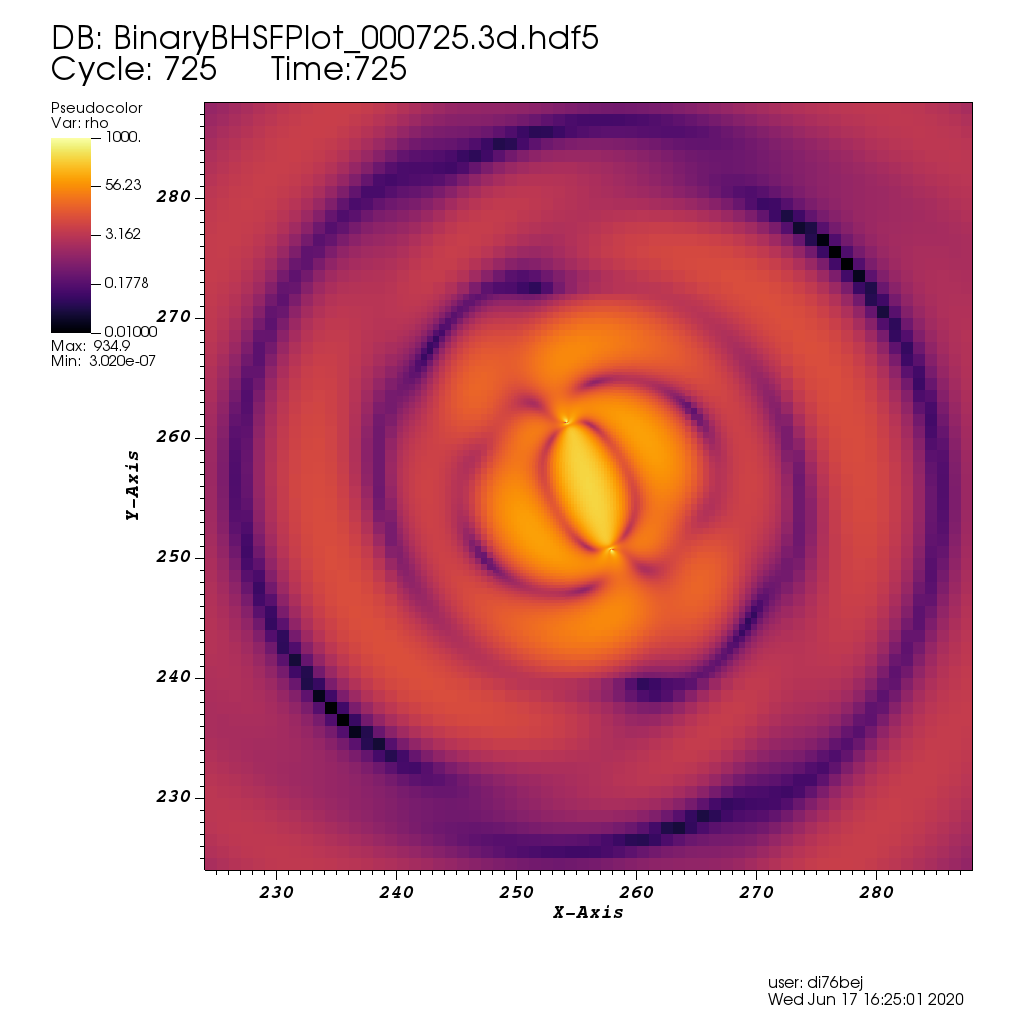 DB: BinaryBHSFPlot_000725.3d.hdf5
Cycle: 725 Time:725
Pseudocolor
Var: rho
1000.
56.23
3.162
0.1778
0.01000
Max: 934.9
Min: 3.020e-07
280
270
260
250
240
230
Y-Axis
230 240 250 260 270 280
X-Axis
user: di76bej
Wed Jun 17 16:25:01 2020